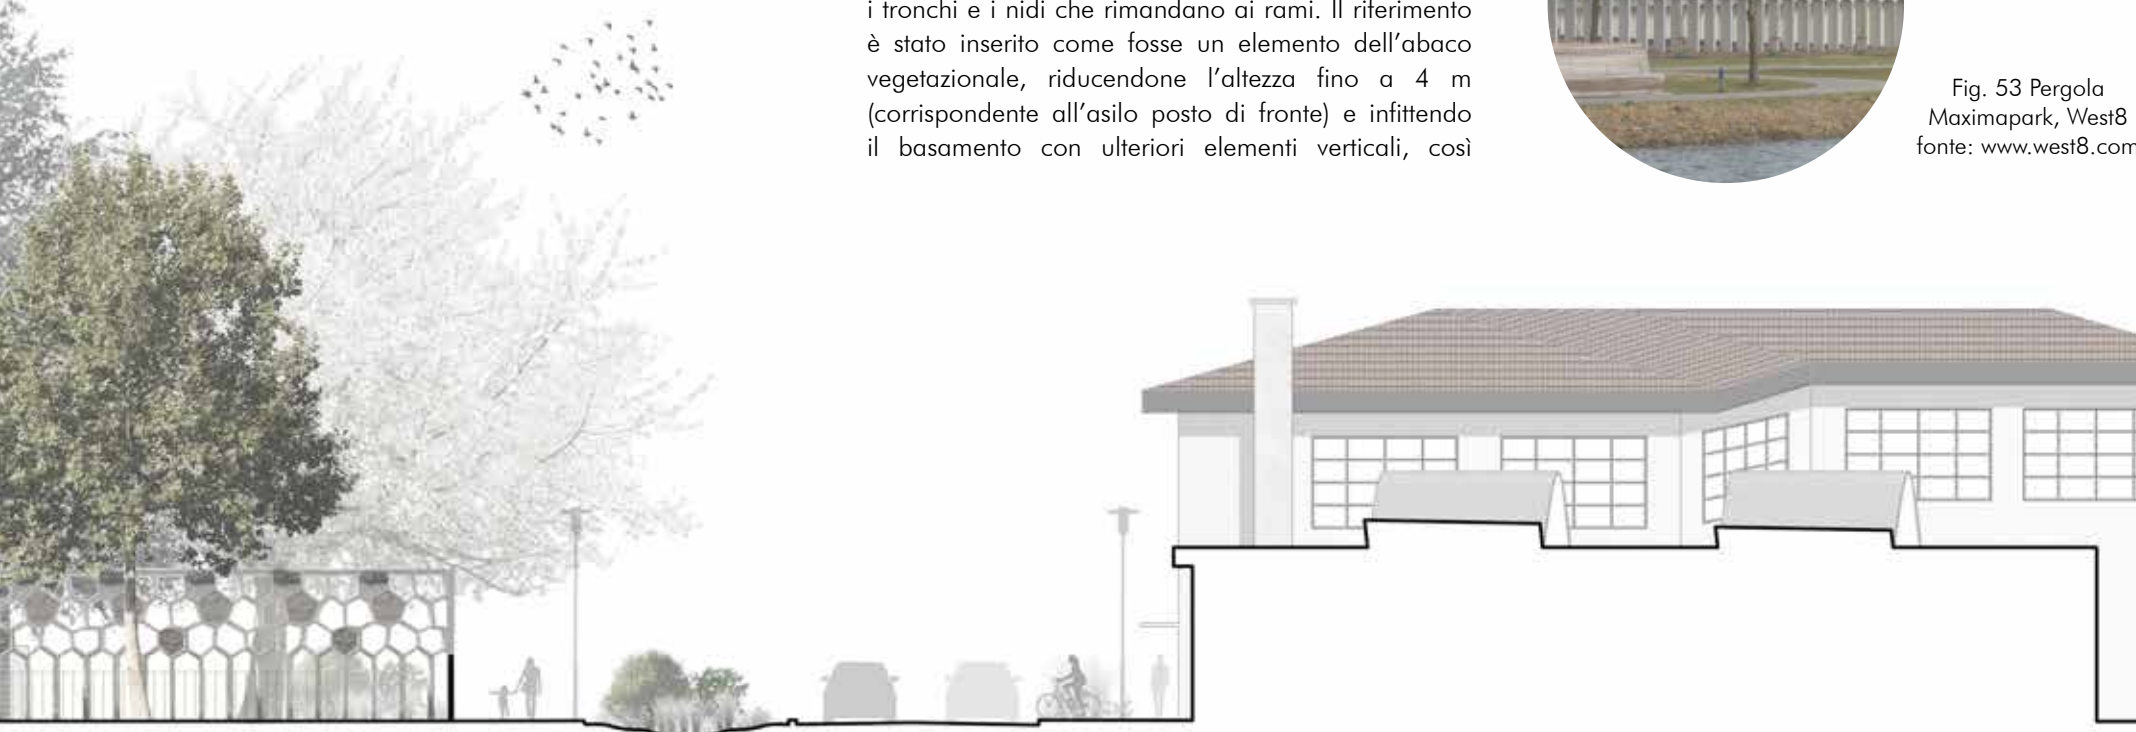 i tronchi e i nidi che rimandano ai rami. Il riferimento
è stato inserito come fosse un elemento dell’abaco
vegetazionale, riducendone l’altezza fino a 4 m
(corrispondente all’asilo posto di fronte) e infittendo
il basamento con ulteriori elementi verticali, così
Fig. 53 Pergola
Maximapark, West8
fonte: www.west8.com